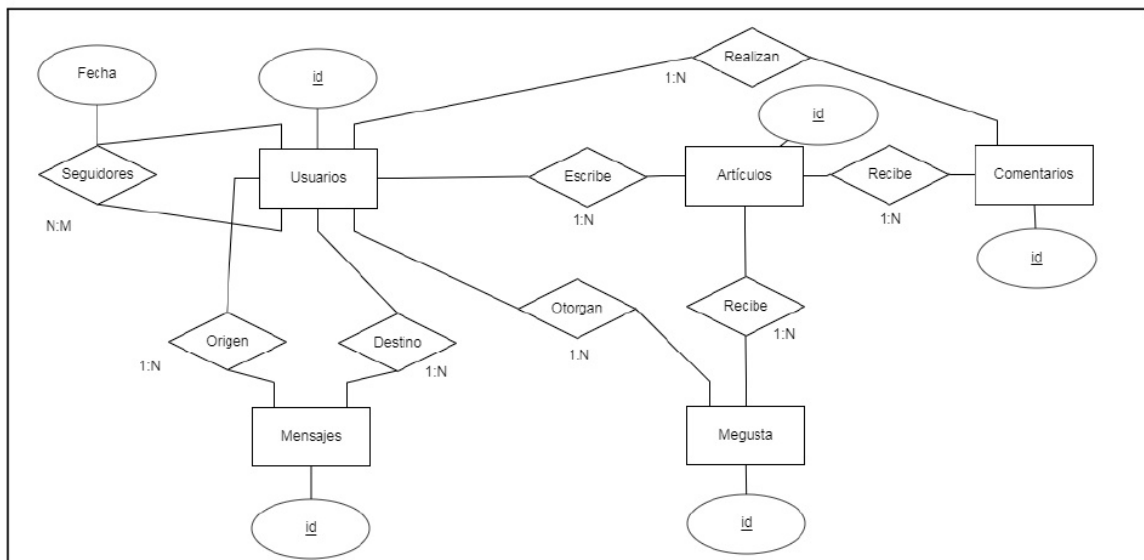 Realizan
1:N
Fecha
id
id
Seguidores
Usuarios
Escribe
Artículos
Recibe
Comentarios
N:M
1:N
1:N
id
Otorgan
Recibe
Origen
Destino
1:N
1:N
1:N
1.N
Mensajes
Megusta
id
id